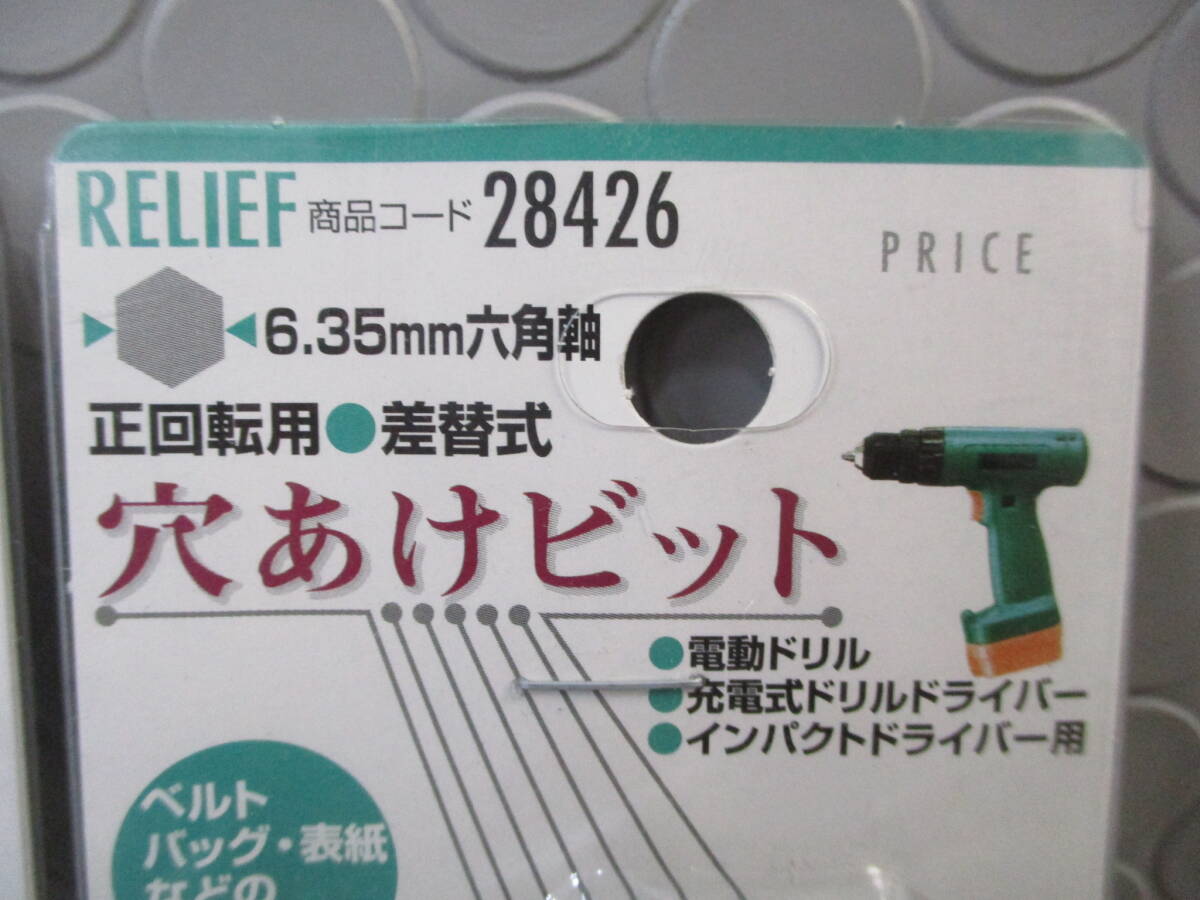 RELIEF 商品コード 28426
PRICE
6.35mm六角軸
正回転用●差替式
穴あけビット
●電動ドリル
●充電式ドリルドライバー
●インパクトドライバー用
ベルト
バッグ・表紙
などの